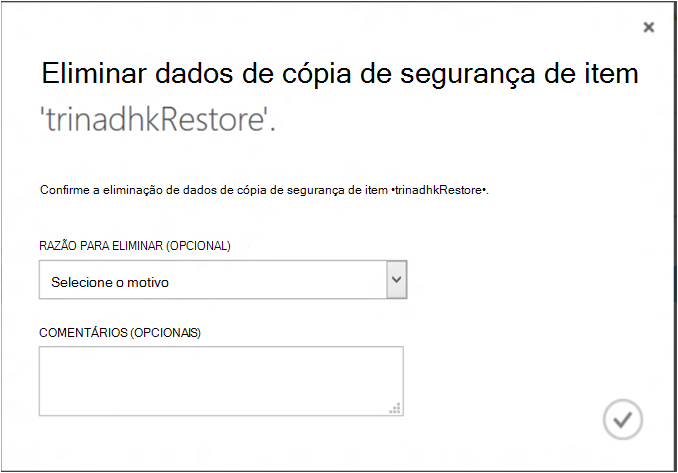 Eliminar dados de cópia de segurança de item
'trinadhkRestore'.
Confirme a eliminação de dados de cópia de segurança de item •trinadhkRestore•.
RAZÃO PARA ELIMINAR (OPCIONAL)
Selecione o motivo
COMENTÁRIOS (OPCIONAIS)